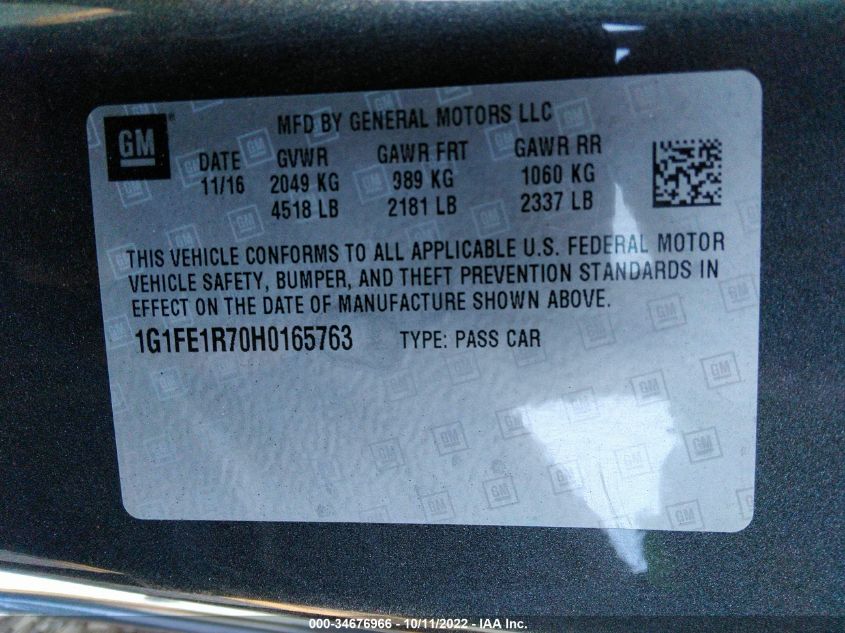 GM
MFD BY GENERAL MOTORS LLC
DATE GVWR GAWR FRT GAWR RR
11/16 2049 KG 989 KG 1060 KG
4518 LB 2181 LB 2337 LB
THIS VEHICLE CONFORMS TO ALL APPLICABLE U.S. FEDERAL MOTOR
VEHICLE SAFETY, BUMPER, AND THEFT PREVENTION STANDARDS IN
EFFECT ON THE DATE OF MANUFACTURE SHOWN ABOVE.
1G1FE1R70H0165763 TYPE: PASS CAR
000-34676966 - 10/11/2022 - IAA Inc.